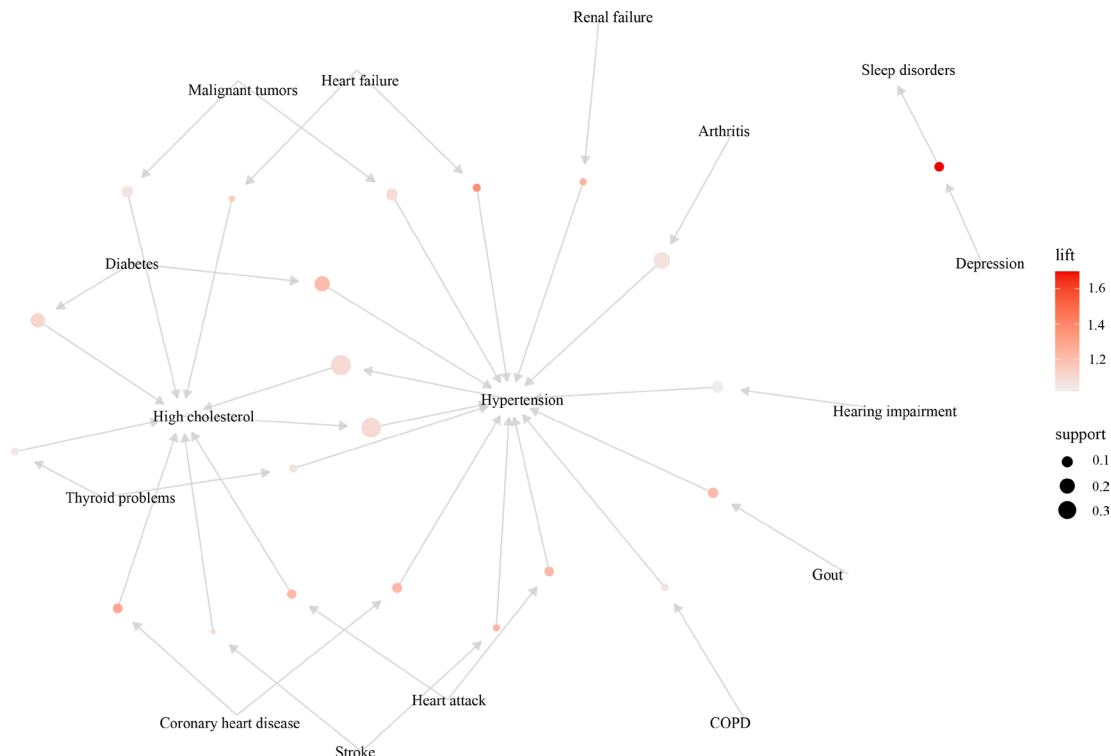 Renal failure
Sleep disorders
Heart failure
Malignant tumors
Arthritis
Diabetes
Depression
lift
1.6
1.4
1.2
Hypertension
Hearing impairment
High cholesterol
support
0.1
0.2
0.3
Thyroid problems
Gout
Heart attack
Coronary heart disease
COPD
Stroke